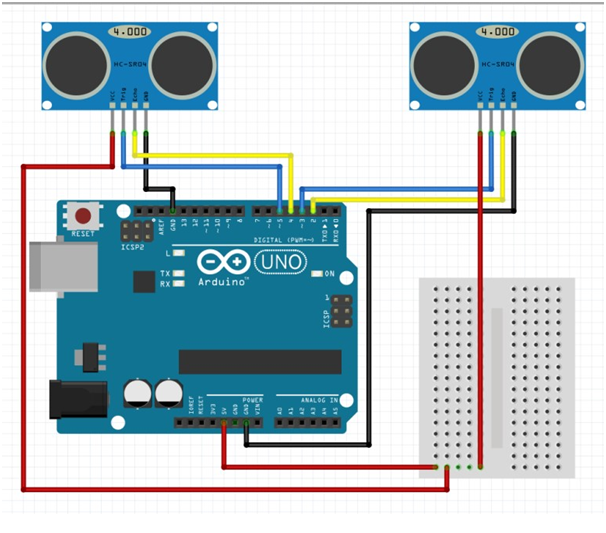 4.000
HC-SR04
VCC
Trig
Echo
GND
4.000
HC-SR04
VCC
Trig
Echo
GND
RESET
ICSP2
AREF
GND
13
12
~11
~10
~9
8
7
~6
~5
4
~3
2
TX0▶1
RX0◀0
DIGITAL (PWM=~)
L
TX
RX
Arduino™
UNO
ON
1
ICSP
IOREF
RESET
3V3
5V
GND
GND
VIN
POWER
ANALOG IN
A0
A1
A2
A3
A4
A5